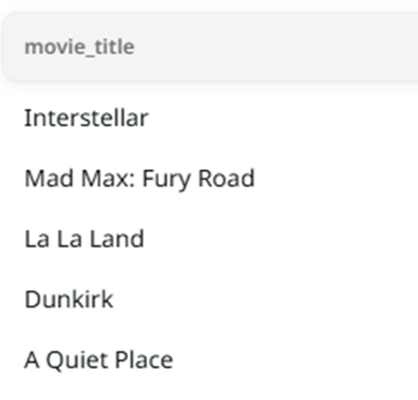 movie_title
Interstellar
Mad Max: Fury Road
La La Land
Dunkirk
A Quiet Place